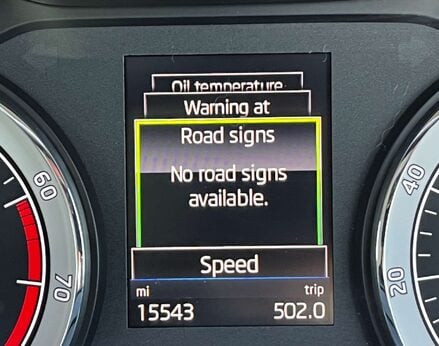 Oil temperature
Warning at
Road signs
No road signs
available.
Speed
mi trip
15543 502.0
60
70
40
20